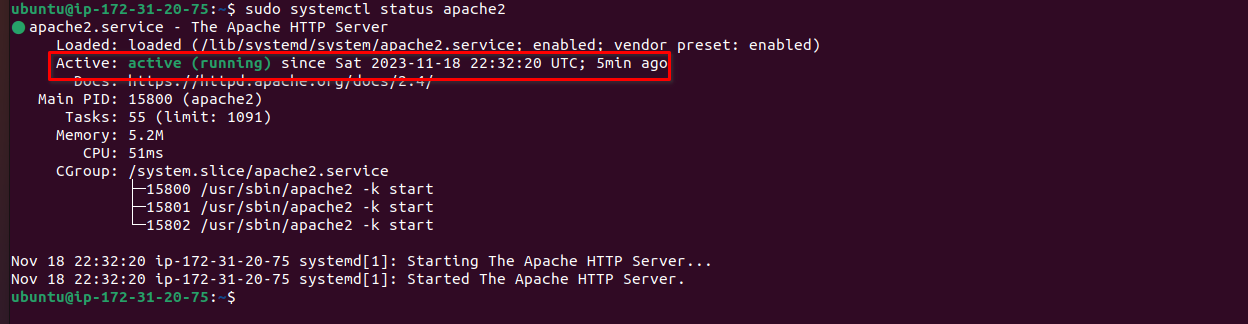 ubuntu@ip-172-31-20-75:~$ sudo systemctl status apache2
● apache2.service - The Apache HTTP Server
Loaded: loaded (/lib/systemd/system/apache2.service; enabled; vendor preset: enabled)
Active: active (running) since Sat 2023-11-18 22:32:20 UTC; 5min ago
Docs: https://httpd.apache.org/docs/2.4/
Main PID: 15800 (apache2)
Tasks: 55 (limit: 1091)
Memory: 5.2M
CPU: 51ms
CGroup: /system.slice/apache2.service
├─15800 /usr/sbin/apache2 -k start
├─15801 /usr/sbin/apache2 -k start
└─15802 /usr/sbin/apache2 -k start
Nov 18 22:32:20 ip-172-31-20-75 systemd[1]: Starting The Apache HTTP Server...
Nov 18 22:32:20 ip-172-31-20-75 systemd[1]: Started The Apache HTTP Server.
ubuntu@ip-172-31-20-75:~$